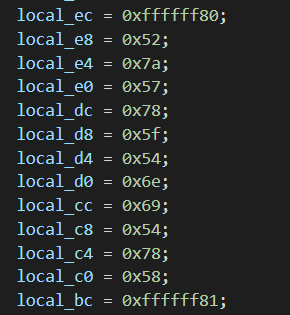 local_ec = 0xffffff80;
local_e8 = 0x52;
local_e4 = 0x7a;
local_e0 = 0x57;
local_dc = 0x78;
local_d8 = 0x5f;
local_d4 = 0x54;
local_d0 = 0x6e;
local_cc = 0x69;
local_c8 = 0x54;
local_c4 = 0x78;
local_c0 = 0x58;
local_bc = 0xffffff81;